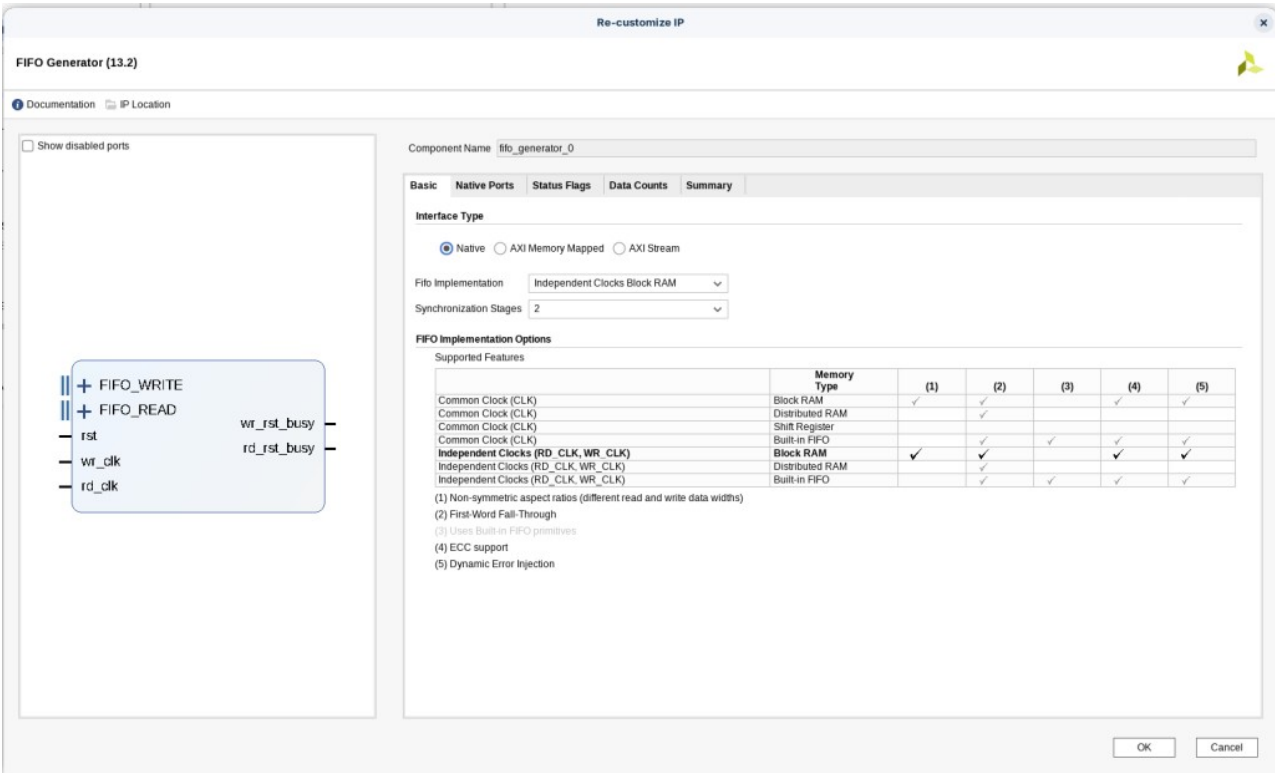 Re-customize IP
FIFO Generator (13.2)
Documentation IP Location
Show disabled ports
FIFO_WRITE
FIFO_READ
rst
wr_clk
rd_clk
wr_rst_busy
rd_rst_busy
Component Name fifo_generator_0
Basic Native Ports Status Flags Data Counts Summary
Interface Type
Native AXI Memory Mapped AXI Stream
Fifo Implementation Independent Clocks Block RAM
Synchronization Stages 2
FIFO Implementation Options
Supported Features
Memory
Type (1) (2) (3) (4) (5)
Common Clock (CLK) Block RAM ✓ ✓ ✓ ✓
Common Clock (CLK) Distributed RAM ✓
Common Clock (CLK) Shift Register
Common Clock (CLK) Built-in FIFO ✓ ✓ ✓ ✓
Independent Clocks (RD_CLK, WR_CLK) Block RAM ✓ ✓ ✓ ✓
Independent Clocks (RD_CLK, WR_CLK) Distributed RAM ✓
Independent Clocks (RD_CLK, WR_CLK) Built-in FIFO ✓ ✓ ✓ ✓
(1) Non-symmetric aspect ratios (different read and write data widths)
(2) First-Word Fall-Through
(3) Uses Built-in FIFO primitives
(4) ECC support
(5) Dynamic Error Injection
OK Cancel